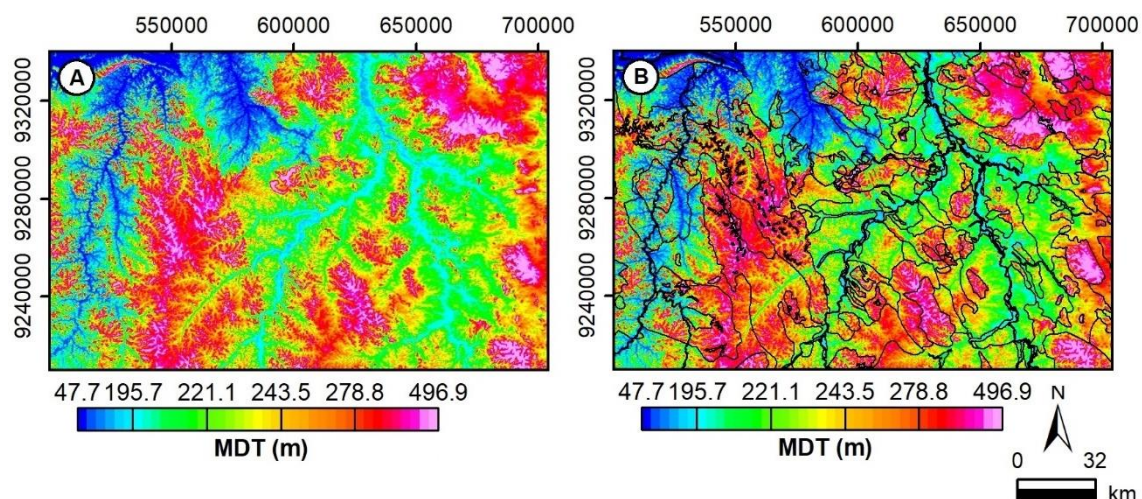 550000 600000 650000 700000 550000 600000 650000 700000
A B
9320000 9320000
9280000 9280000
9240000 9240000
47.7 195.7 221.1 243.5 278.8 496.9 47.7 195.7 221.1 243.5 278.8 496.9
MDT (m) MDT (m)
N
0 32
km